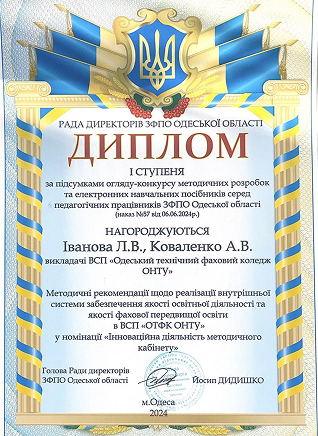 РАДА ДИРЕКТОРІВ ЗФПО ОДЕСЬКОЇ ОБЛАСТІ
ДИПЛОМ
І СТУПЕНЯ
за підсумками огляду-конкурсу методичних розробок
та електронних навчальних посібників серед
педагогічних працівників ЗФПО Одеської області
(наказ №57 від 06.06.2024р.)
НАГОРОДЖУЮТЬСЯ
Іванова Л.В., Коваленко А.В.
викладачі ВСП «Одеський технічний фаховий коледж
ОНТУ»
Методичні рекомендації щодо реалізації внутрішньої
системи забезпечення якості освітньої діяльності та
якості фахової передвищої освіти
в ВСП «ОТФК ОНТУ»
у номінації «Інноваційна діяльність методичного
кабінету»
Голова Ради директорів
ЗФПО Одеської області Йосип ДИДИШКО
м.Одеса
2024